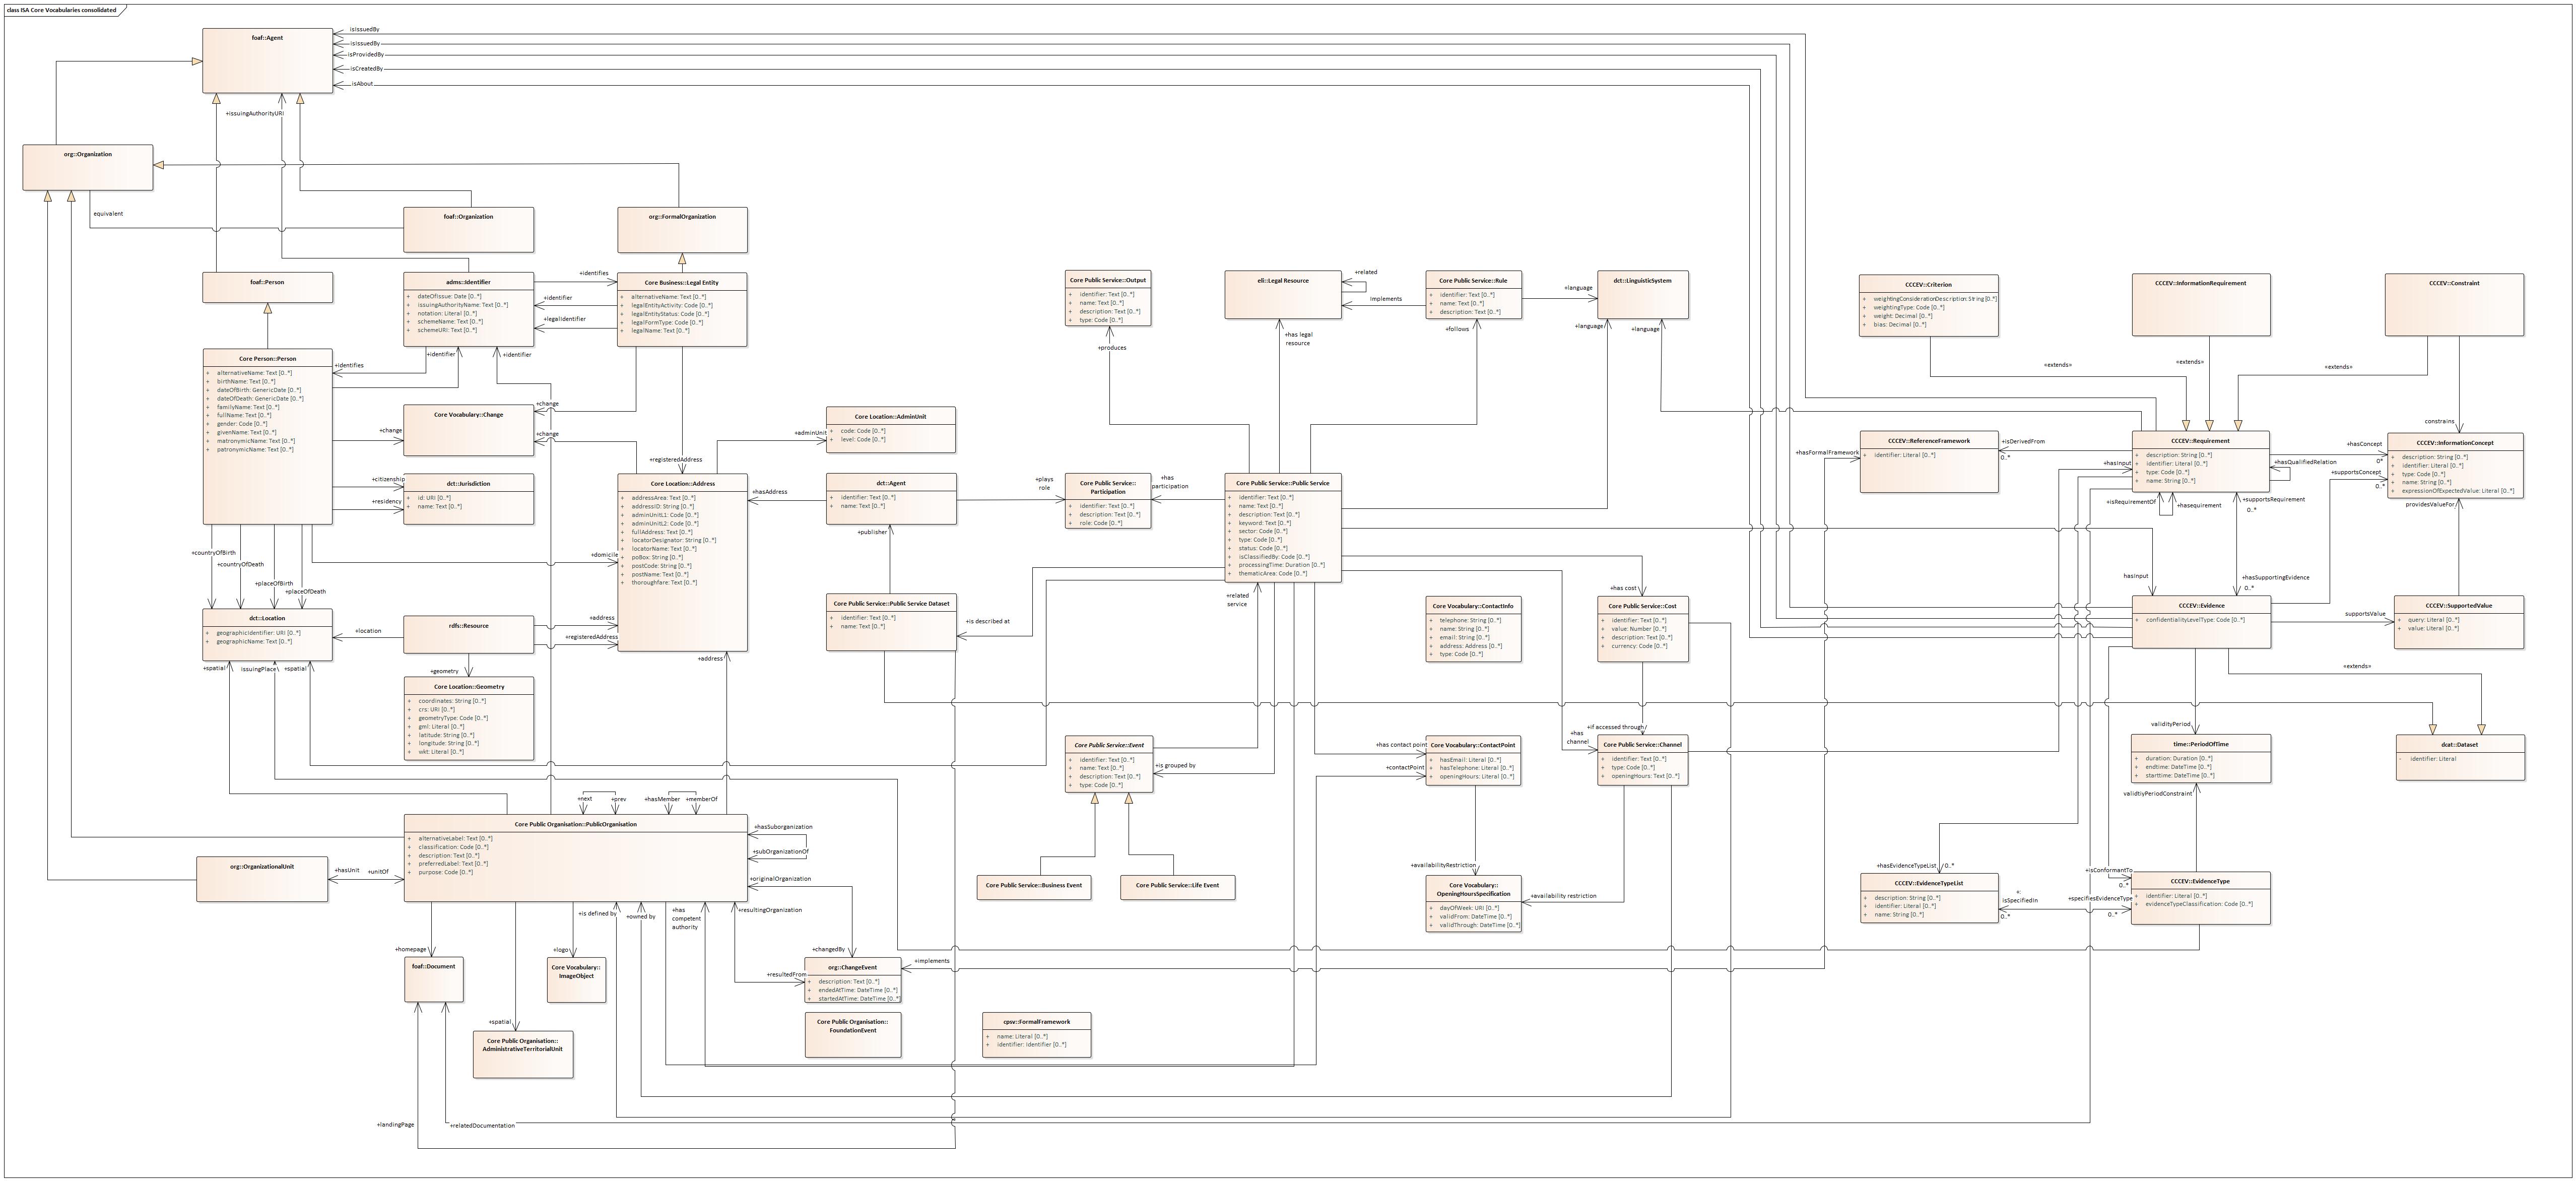 class ISA Core Vocabularies consolidated
foaf::Agent
isIssuedBy
isIssuedBy
isProvidedBy
isCreatedBy
isAbout
+issuingAuthorityURI
org::Organization
equivalent
foaf::Organization
org::FormalOrganization
foaf::Person
adms::Identifier
+ dateOfIssue: Date [0..*]
+ issuingAuthorityName: Text [0..*]
+ notation: Literal [0..*]
+ schemeName: Text [0..*]
+ schemeURI: Text [0..*]
+identifies
+identifier
+legalIdentifier
Core Business::Legal Entity
+ alternativeName: Text [0..*]
+ legalEntityActivity: Code [0..*]
+ legalEntityStatus: Code [0..*]
+ legalFormType: Code [0..*]
+ legalName: Text [0..*]
+identifier
+identifier
+identifies
Core Person::Person
+ alternativeName: Text [0..*]
+ birthName: Text [0..*]
+ dateOfBirth: GenericDate [0..*]
+ dateOfDeath: GenericDate [0..*]
+ familyName: Text [0..*]
+ fullName: Text [0..*]
+ gender: Code [0..*]
+ givenName: Text [0..*]
+ matronymicName: Text [0..*]
+ patronymicName: Text [0..*]
Core Vocabulary::Change
+change
+change
+change
+citizenship
+residency
dct::Jurisdiction
+ id: URI [0..*]
+ name: Text [0..*]
+registeredAddress
Core Location::Address
+ addressArea: Text [0..*]
+ addressID: String [0..*]
+ adminUnitL1: Code [0..*]
+ adminUnitL2: Code [0..*]
+ fullAddress: Text [0..*]
+ locatorDesignator: String [0..*]
+ locatorName: Text [0..*]
+ poBox: String [0..*]
+ postCode: String [0..*]
+ postName: Text [0..*]
+ thoroughfare: Text [0..*]
+adminUnit
Core Location::AdminUnit
+ code: Code [0..*]
+ level: Code [0..*]
+hasAddress
dct::Agent
+ identifier: Text [0..*]
+ name: Text [0..*]
+publisher
+plays
role
Core Public Service::
Participation
+ identifier: Text [0..*]
+ description: Text [0..*]
+ role: Code [0..*]
+has
participation
+countryOfBirth
+countryOfDeath
+placeOfBirth
+placeOfDeath
+domicile
dct::Location
+ geographicIdentifier: URI [0..*]
+ geographicName: Text [0..*]
+location
rdfs::Resource
+address
+registeredAddress
+address
+geometry
+spatial
issuingPlace
+spatial
Core Location::Geometry
+ coordinates: String [0..*]
+ crs: URI [0..*]
+ geometryType: Code [0..*]
+ gml: Literal [0..*]
+ latitude: String [0..*]
+ longitude: String [0..*]
+ wkt: Literal [0..*]
Core Public Service::Public Service Dataset
+ identifier: Text [0..*]
+ name: Text [0..*]
+is described at
Core Public Service::Output
+ identifier: Text [0..*]
+ name: Text [0..*]
+ description: Text [0..*]
+ type: Code [0..*]
+produces
eli::Legal Resource
+related
+has legal
resource
implements
Core Public Service::Rule
+ identifier: Text [0..*]
+ name: Text [0..*]
+ description: Text [0..*]
+follows
+language
+language
+language
dct::LinguisticSystem
Core Public Service::Public Service
+ identifier: Text [0..*]
+ name: Text [0..*]
+ description: Text [0..*]
+ keyword: Text [0..*]
+ sector: Code [0..*]
+ type: Code [0..*]
+ status: Code [0..*]
+ isClassifiedBy: Code [0..*]
+ processingTime: Duration [0..*]
+ thematicArea: Code [0..*]
+related
service
+has cost
Core Vocabulary::ContactInfo
+ telephone: String [0..*]
+ name: String [0..*]
+ email: String [0..*]
+ address: Address [0..*]
+ type: Code [0..*]
Core Public Service::Cost
+ identifier: Text [0..*]
+ value: Number [0..*]
+ description: Text [0..*]
+ currency: Code [0..*]
+if accessed through
+has
channel
Core Public Service::Event
+ identifier: Text [0..*]
+ name: Text [0..*]
+ description: Text [0..*]
+ type: Code [0..*]
+is grouped by
+has contact point
+contactPoint
Core Vocabulary::ContactPoint
+ hasEmail: Literal [0..*]
+ hasTelephone: Literal [0..*]
+ openingHours: Literal [0..*]
Core Public Service::Channel
+ identifier: Text [0..*]
+ type: Code [0..*]
+ openingHours: Text [0..*]
Core Public Service::Business Event
Core Public Service::Life Event
+availabilityRestriction
Core Vocabulary::
OpeningHoursSpecification
+ dayOfWeek: URI [0..*]
+ validFrom: DateTime [0..*]
+ validThrough: DateTime [0..*]
+availability restriction
CCCEV::Criterion
+ weightingConsiderationDescription: String [0..*]
+ weightingType: Code [0..*]
+ weight: Decimal [0..*]
+ bias: Decimal [0..*]
CCCEV::InformationRequirement
CCCEV::Constraint
«extends»
«extends»
«extends»
constrains
+hasFormalFramework
CCCEV::ReferenceFramework
+ identifier: Literal [0..*]
+isDerivedFrom
0..*
+hasInput
CCCEV::Requirement
+ description: String [0..*]
+ identifier: Literal [0..*]
+ type: Code [0..*]
+ name: String [0..*]
+hasConcept
0*
+hasQualifiedRelation
+supportsConcept
0..*
+isRequirementOf
+hasequirement
+supportsRequirement
0..*
CCCEV::InformationConcept
+ description: String [0..*]
+ identifier: Literal [0..*]
+ type: Code [0..*]
+ name: String [0..*]
+ expressionOfExpectedValue: Literal [0..*]
providesValueFor
hasInput
+hasSupportingEvidence
0..*
CCCEV::Evidence
+ confidentialityLevelType: Code [0..*]
supportsValue
CCCEV::SupportedValue
+ query: Literal [0..*]
+ value: Literal [0..*]
«extends»
validityPeriod
time::PeriodOfTime
+ duration: Duration [0..*]
+ endtime: DateTime [0..*]
+ starttime: DateTime [0..*]
validtiyPeriodConstraint
dcat::Dataset
- identifier: Literal
+hasEvidenceTypeList
0..*
CCCEV::EvidenceTypeList
+ description: String [0..*]
+ identifier: Literal [0..*]
+ name: String [0..*]
+:
isSpecifiedIn
0..*
+isConformantTo
0..*
+specifiesEvidenceType
0..*
CCCEV::EvidenceType
+ identifier: Literal [0..*]
+ evidenceTypeClassification: Code [0..*]
+next
+prev
+hasMember
+memberOf
Core Public Organisation::PublicOrganisation
+ alternativeLabel: Text [0..*]
+ classification: Code [0..*]
+ description: Text [0..*]
+ preferredLabel: Text [0..*]
+ purpose: Code [0..*]
+hasSuborganization
+subOrganizationOf
+originalOrganization
org::OrganizationalUnit
+hasUnit
+unitOf
+is defined by
+owned by
+has
competent
authority
+resultingOrganization
+homepage
+logo
+changedBy
foaf::Document
Core Vocabulary::
ImageObject
+resultedFrom
org::ChangeEvent
+ description: Text [0..*]
+ endedAtTime: DateTime [0..*]
+ startedAtTime: DateTime [0..*]
+implements
+spatial
Core Public Organisation::
AdministrativeTerritorialUnit
Core Public Organisation::
FoundationEvent
cpsv::FormalFramework
+ name: Literal [0..*]
+ identifier: Identifier [0..*]
+landingPage
+relatedDocumentation